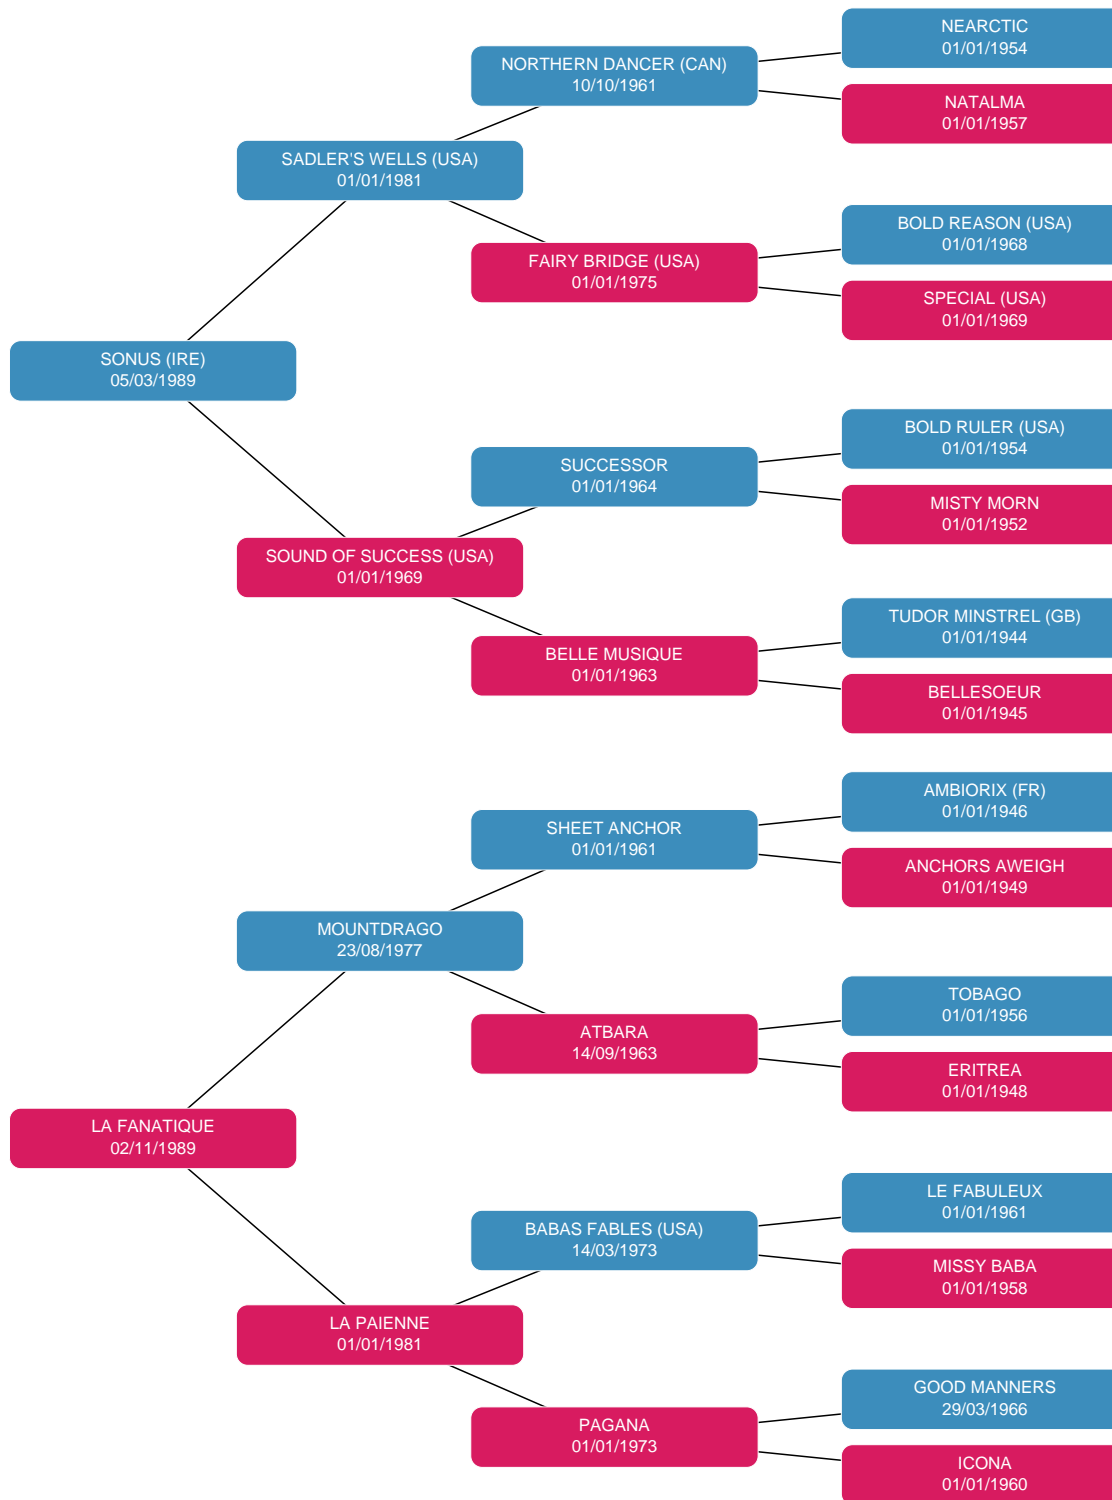 NEARCTIC
01/01/1954
NORTHERN DANCER (CAN)
10/10/1961
NATALMA
01/01/1957
SADLER'S WELLS (USA)
01/01/1981
BOLD REASON (USA)
01/01/1968
FAIRY BRIDGE (USA)
01/01/1975
SPECIAL (USA)
01/01/1969
SONUS (IRE)
05/03/1989
BOLD RULER (USA)
01/01/1954
SUCCESSOR
01/01/1964
MISTY MORN
01/01/1952
SOUND OF SUCCESS (USA)
01/01/1969
TUDOR MINSTREL (GB)
01/01/1944
BELLE MUSIQUE
01/01/1963
BELLESOEUR
01/01/1945
AMBIORIX (FR)
01/01/1946
SHEET ANCHOR
01/01/1961
ANCHORS AWEIGH
01/01/1949
MOUNTDRAGO
23/08/1977
TOBAGO
01/01/1956
ATBARA
14/09/1963
ERITREA
01/01/1948
LA FANATIQUE
02/11/1989
LE FABULEUX
01/01/1961
BABAS FABLES (USA)
14/03/1973
MISSY BABA
01/01/1958
LA PAIENNE
01/01/1981
GOOD MANNERS
29/03/1966
PAGANA
01/01/1973
ICONA
01/01/1960